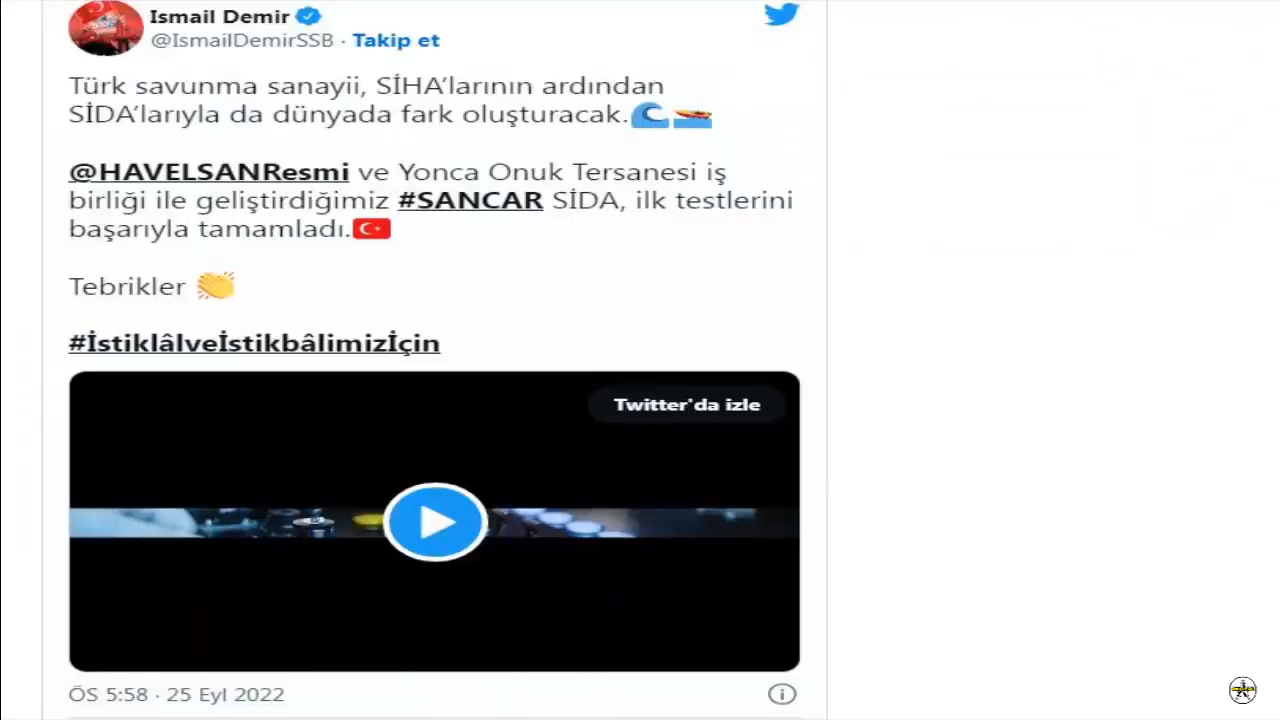 Ismail Demir
@IsmailDemirSSB · Takip et
Türk savunma sanayii, SİHA’larının ardından
SİDA’larıyla da dünyada fark oluşturacak.
@HAVELSANResmi ve Yonca Onuk Tersanesi iş
birliği ile geliştirdiğimiz #SANCAR SİDA, ilk testlerini
başarıyla tamamladı.
Tebrikler
#İstiklâlveİstikbâlimizİçin
Twitter'da izle
ÖS 5:58 · 25 Eyl 2022